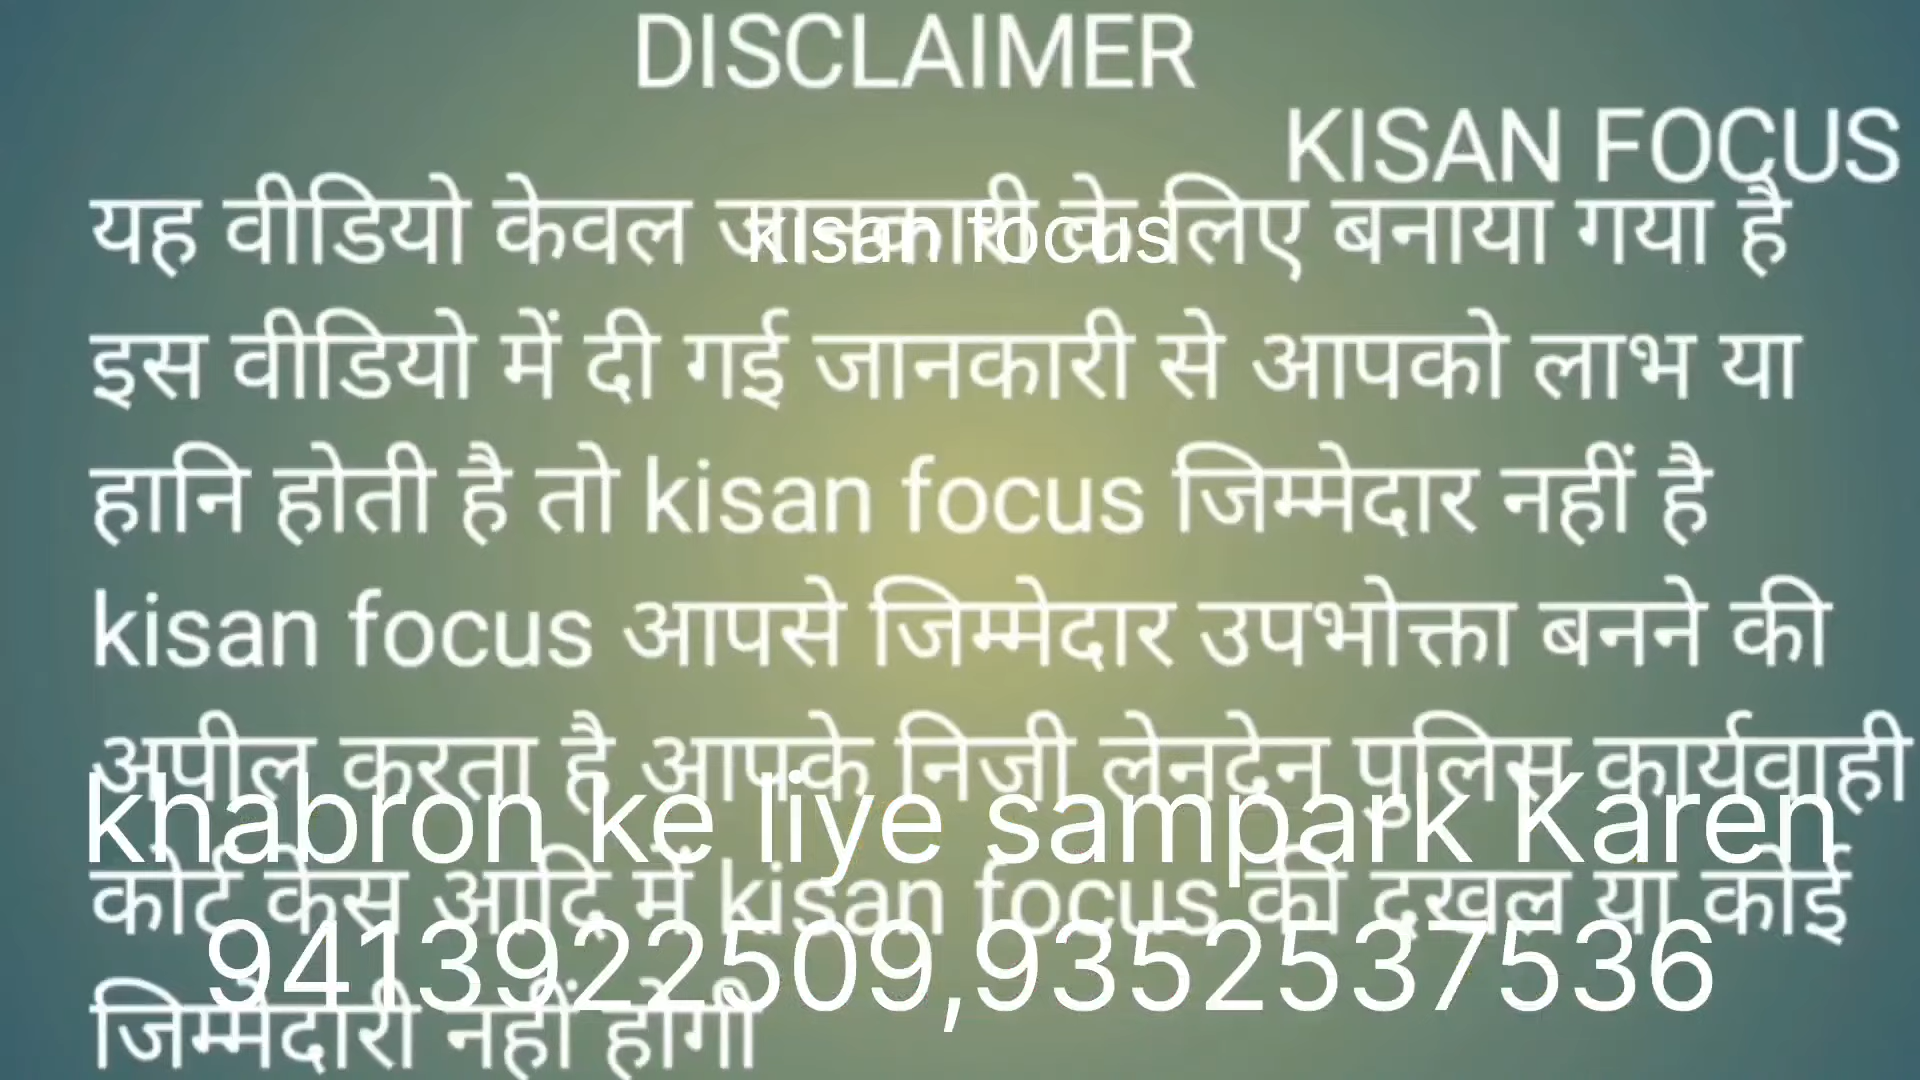 DISCLAIMER
KISAN FOCUS
यह वीडियो केवल जानकारी के लिए बनाया गया है
kisan focus
इस वीडियो में दी गई जानकारी से आपको लाभ या
हानि होती है तो kisan focus जिम्मेदार नहीं है
kisan focus आपसे जिम्मेदार उपभोक्ता बनने की
अपील करता है आपके निजी लेनदेन पुलिस कार्यवाही
khabron ke liye sampark Karen
कोर्ट केस आदि में kisan focus की दखल या कोई
9413922509,9352537536
जिम्मेदारी नहीं होगी